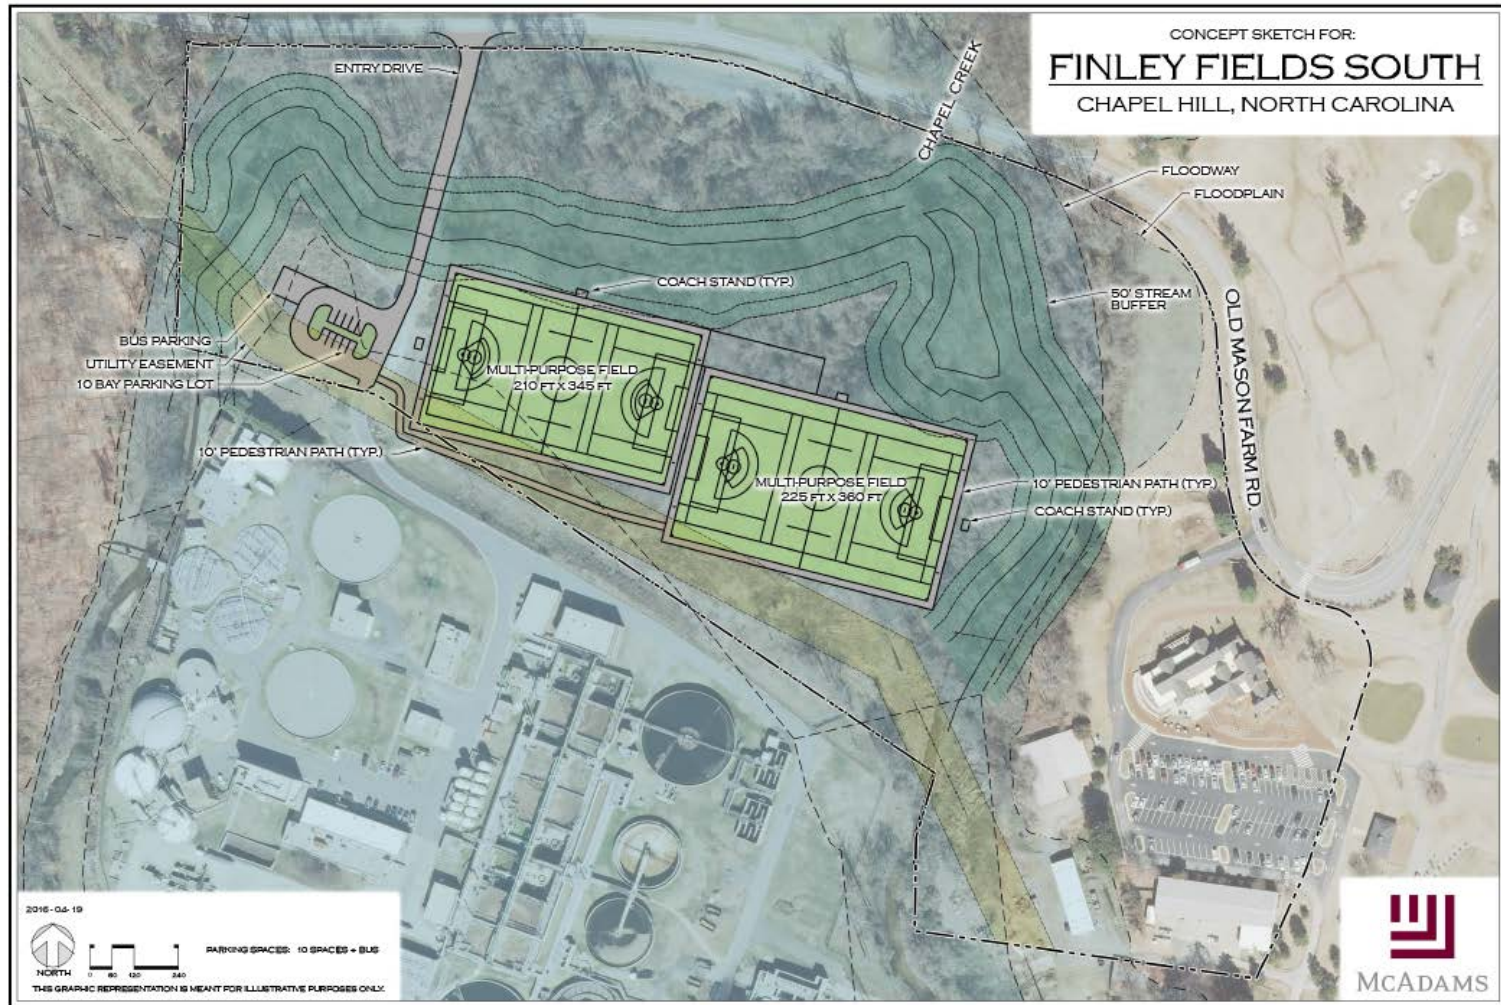 CONCEPT SKETCH FOR:
FINLEY FIELDS SOUTH
CHAPEL HILL, NORTH CAROLINA
ENTRY DRIVE
CHAPEL CREEK
FLOODWAY
FLOODPLAIN
COACH STAND (TYP.)
50' STREAM
BUFFER
OLD MASON FARM RD.
BUS PARKING
UTILITY EASEMENT
10 BAY PARKING LOT
MULTI-PURPOSE FIELD
210 FT X 345 FT
10' PEDESTRIAN PATH (TYP.)
MULTI-PURPOSE FIELD
225 FT X 360 FT
10' PEDESTRIAN PATH (TYP.)
COACH STAND (TYP.)
2016-04-19
NORTH
0 60 120 240
PARKING SPACES: 10 SPACES + BUS
THIS GRAPHIC REPRESENTATION IS MEANT FOR ILLUSTRATIVE PURPOSES ONLY.
MCADAMS